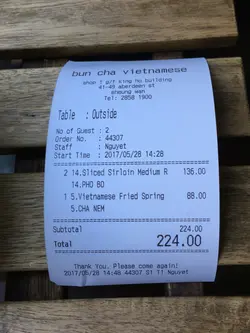 bun cha vietnamese
shop 1 g/f king ho building
41-49 aberdeen st
sheung wan
Tel: 2858 1900
Table : Outside
No of Guest : 2
Order No. : 44307
Staff : Nguyet
Start Time : 2017/05/28 14:28
2 14.Sliced Sirloin Medium R 136.00
14.PHO BO
1 5.Vietnamese Fried Spring 88.00
5.CHA NEM
Subtotal 224.00
Total 224.00
Thank You, Please come again!
2017/05/28 14:48 44307 S1 T1 Nguyet